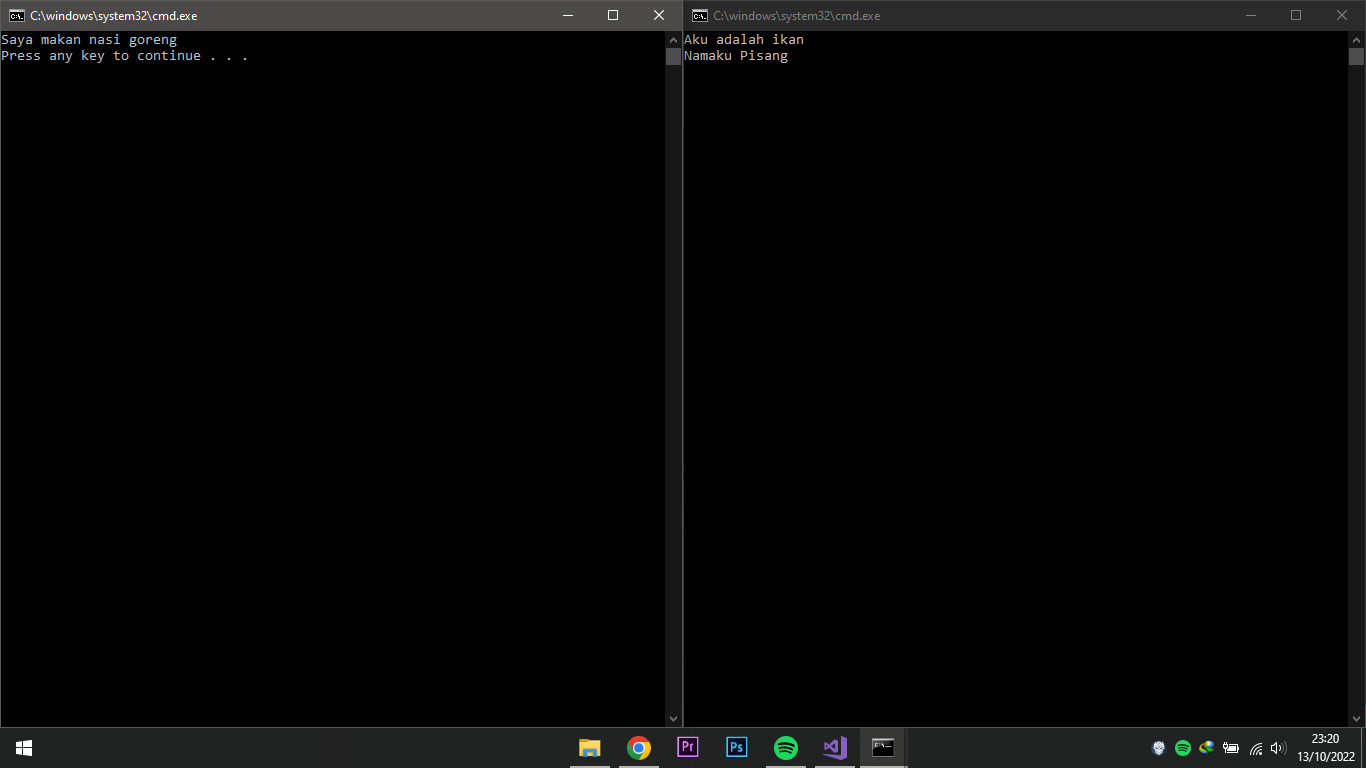 C:\windows\system32\cmd.exe
Saya makan nasi goreng
Press any key to continue . . .
C:\windows\system32\cmd.exe
Aku adalah ikan
Namaku Pisang
Pr
Ps
23:20
13/10/2022